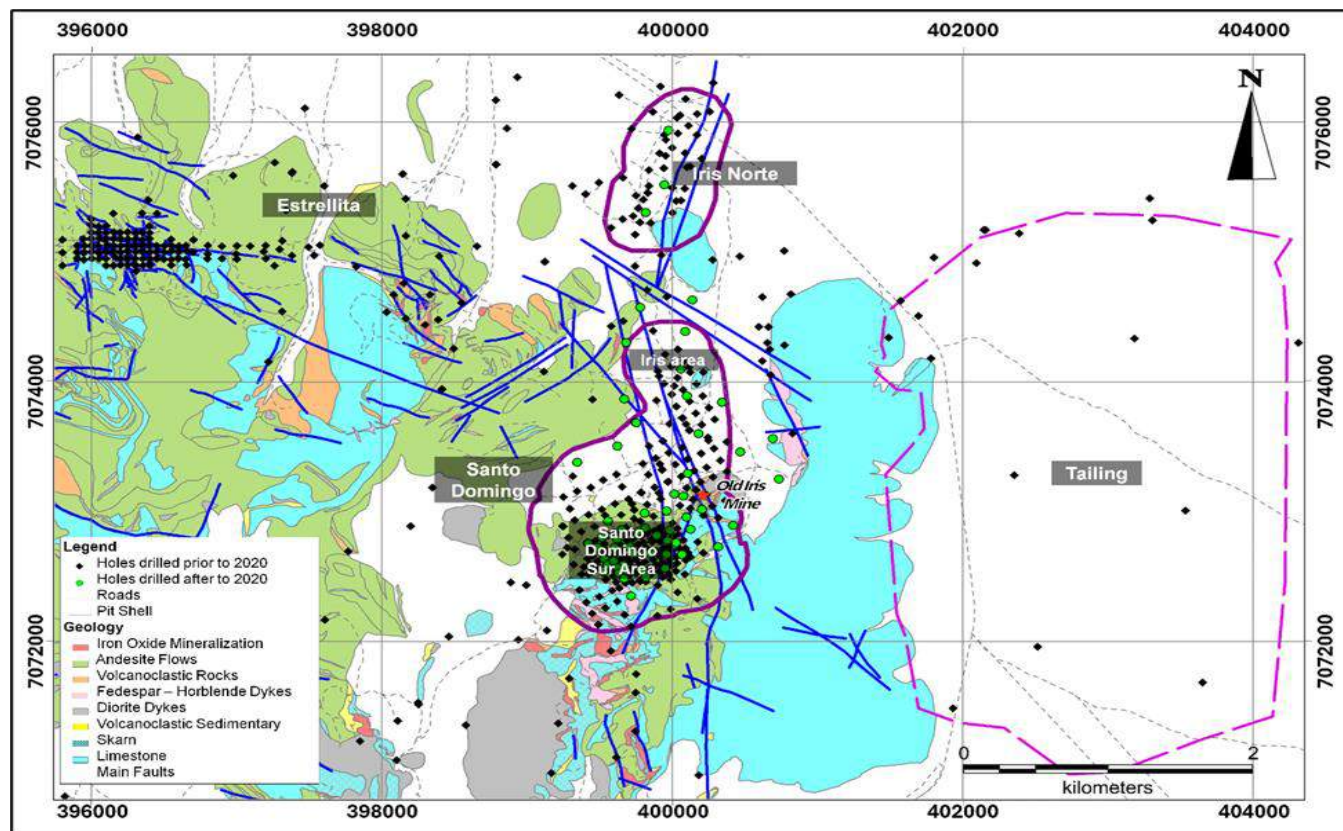 396000 398000 400000 402000 404000
N
7076000 7076000
Iris Norte
Estrellita
7074000 7074000
Iris area
Santo
Domingo
Tailing
Old Iris
Mine
Santo
Domingo
Sur Area
Legend
Holes drilled prior to 2020
Holes drilled after to 2020
Roads
Pit Shell
Geology
Iron Oxide Mineralization
Andesite Flows
Volcanoclastic Rocks
Fedespar – Horblende Dykes
Diorite Dykes
Volcanoclastic Sedimentary
Skarn
Limestone
Main Faults
7072000 7072000
0 2
kilometers
396000 398000 400000 402000 404000